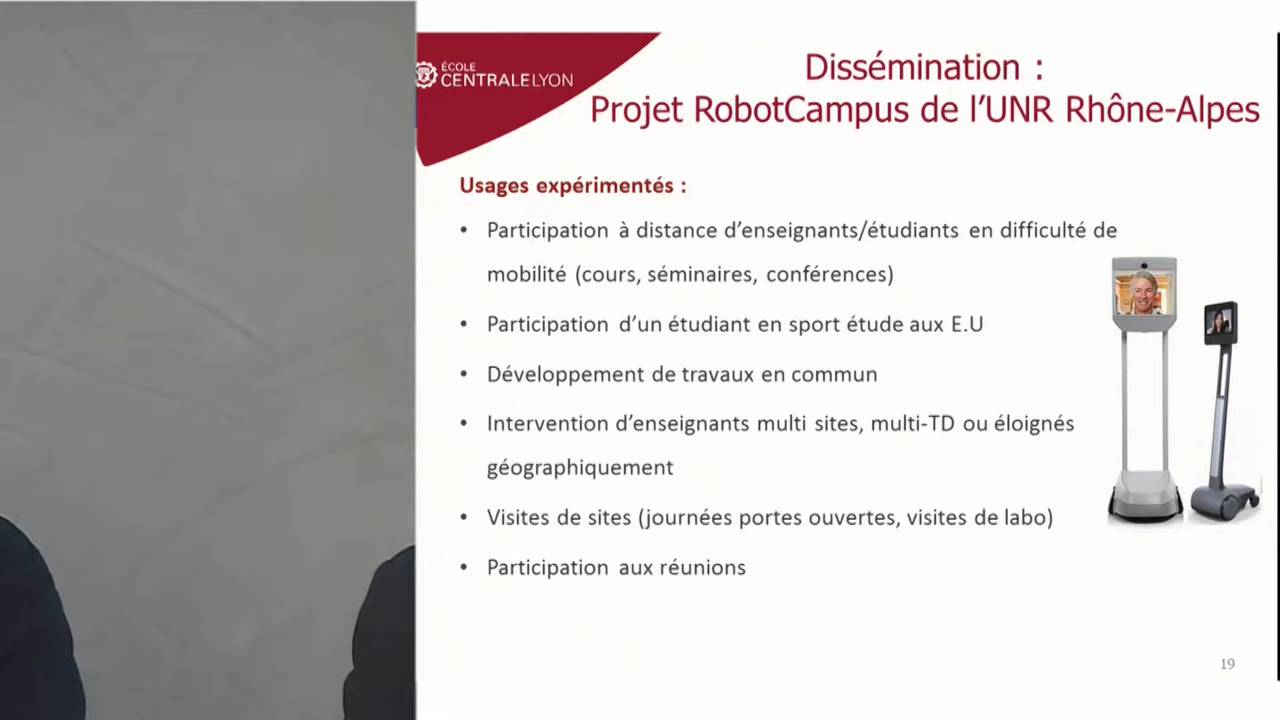 ÉCOLE
CENTRALELYON
Dissémination :
Projet RobotCampus de l’UNR Rhône-Alpes
Usages expérimentés :
• Participation à distance d’enseignants/étudiants en difficulté de
mobilité (cours, séminaires, conférences)
• Participation d’un étudiant en sport étude aux E.U
• Développement de travaux en commun
• Intervention d’enseignants multi sites, multi-TD ou éloignés
géographiquement
• Visites de sites (journées portes ouvertes, visites de labo)
• Participation aux réunions
19